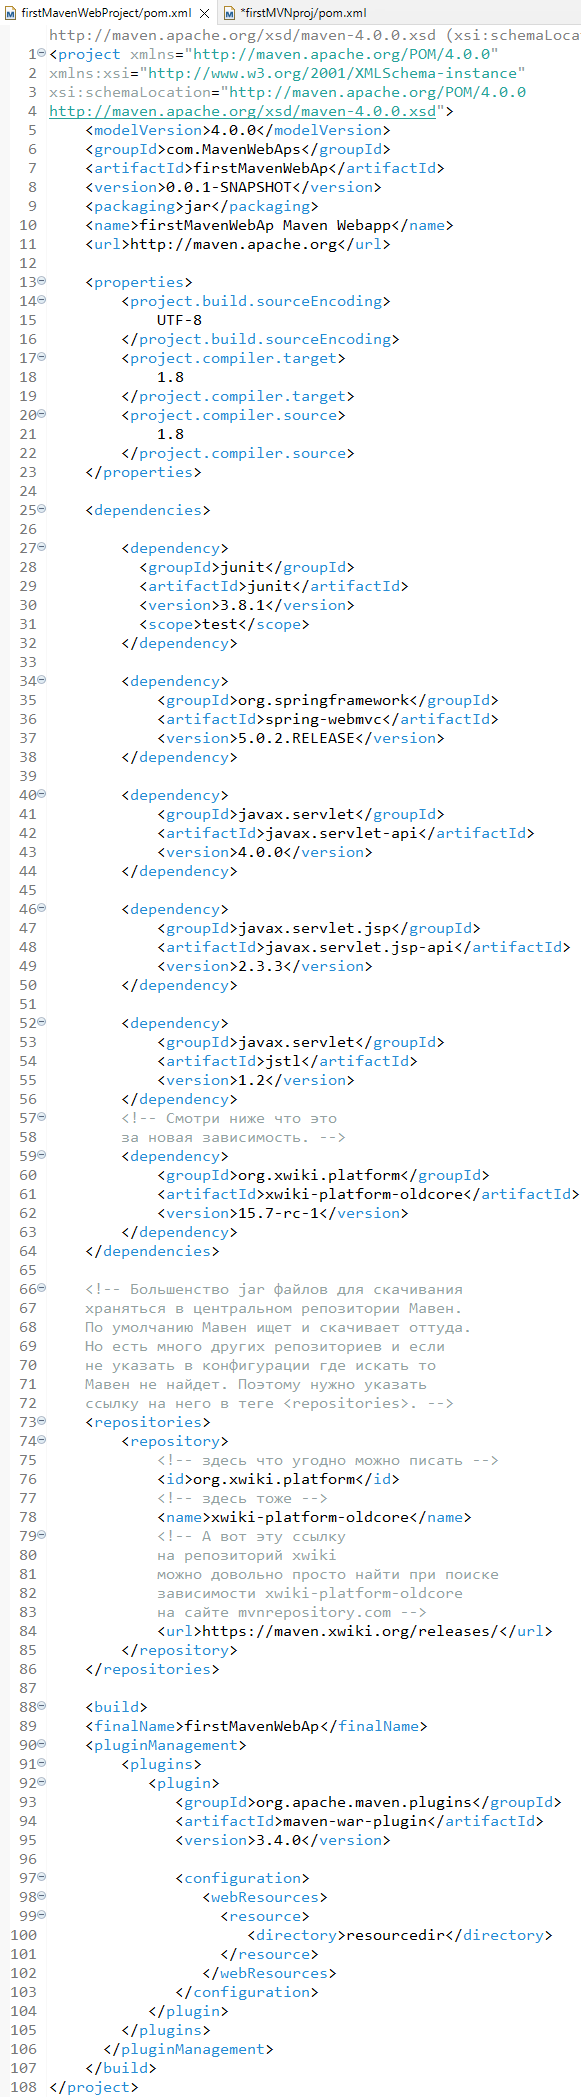 firstMavenWebProject/pom.xml *firstMVNproj/pom.xml
http://maven.apache.org/xsd/maven-4.0.0.xsd (xsi:schemaLoca
1 <project xmlns="http://maven.apache.org/POM/4.0.0"
2 xmlns:xsi="http://www.w3.org/2001/XMLSchema-instance"
3 xsi:schemaLocation="http://maven.apache.org/POM/4.0.0
4 http://maven.apache.org/xsd/maven-4.0.0.xsd">
5 <modelVersion>4.0.0</modelVersion>
6 <groupId>com.MavenWebAps</groupId>
7 <artifactId>firstMavenWebAp</artifactId>
8 <version>0.0.1-SNAPSHOT</version>
9 <packaging>jar</packaging>
10 <name>firstMavenWebAp Maven Webapp</name>
11 <url>http://maven.apache.org</url>
12
13 <properties>
14 <project.build.sourceEncoding>
15 UTF-8
16 </project.build.sourceEncoding>
17 <project.compiler.target>
18 1.8
19 </project.compiler.target>
20 <project.compiler.source>
21 1.8
22 </project.compiler.source>
23 </properties>
24
25 <dependencies>
26
27 <dependency>
28 <groupId>junit</groupId>
29 <artifactId>junit</artifactId>
30 <version>3.8.1</version>
31 <scope>test</scope>
32 </dependency>
33
34 <dependency>
35 <groupId>org.springframework</groupId>
36 <artifactId>spring-webmvc</artifactId>
37 <version>5.0.2.RELEASE</version>
38 </dependency>
39
40 <dependency>
41 <groupId>javax.servlet</groupId>
42 <artifactId>javax.servlet-api</artifactId>
43 <version>4.0.0</version>
44 </dependency>
45
46 <dependency>
47 <groupId>javax.servlet.jsp</groupId>
48 <artifactId>javax.servlet.jsp-api</artifactId>
49 <version>2.3.3</version>
50 </dependency>
51
52 <dependency>
53 <groupId>javax.servlet</groupId>
54 <artifactId>jstl</artifactId>
55 <version>1.2</version>
56 </dependency>
57 <!-- Смотри ниже что это
58 за новая зависимость. -->
59 <dependency>
60 <groupId>org.xwiki.platform</groupId>
61 <artifactId>xwiki-platform-oldcore</artifactId>
62 <version>15.7-rc-1</version>
63 </dependency>
64 </dependencies>
65
66 <!-- Большенство jar файлов для скачивания
67 храняться в центральном репозитории Мавен.
68 По умолчанию Мавен ищет и скачивает оттуда.
69 Но есть много других репозиториев и если
70 не указать в конфигурации где искать то
71 Мавен не найдет. Поэтому нужно указать
72 ссылку на него в теге <repositories>. -->
73 <repositories>
74 <repository>
75 <!-- здесь что угодно можно писать -->
76 <id>org.xwiki.platform</id>
77 <!-- здесь тоже -->
78 <name>xwiki-platform-oldcore</name>
79 <!-- А вот эту ссылку
80 на репозиторий xwiki
81 можно довольно просто найти при поиске
82 зависимости xwiki-platform-oldcore
83 на сайте mvnrepository.com -->
84 <url>https://maven.xwiki.org/releases/</url>
85 </repository>
86 </repositories>
87
88 <build>
89 <finalName>firstMavenWebAp</finalName>
90 <pluginManagement>
91 <plugins>
92 <plugin>
93 <groupId>org.apache.maven.plugins</groupId>
94 <artifactId>maven-war-plugin</artifactId>
95 <version>3.4.0</version>
96
97 <configuration>
98 <webResources>
99 <resource>
100 <directory>resourcedir</directory>
101 </resource>
102 </webResources>
103 </configuration>
104 </plugin>
105 </plugins>
106 </pluginManagement>
107 </build>
108 </project>